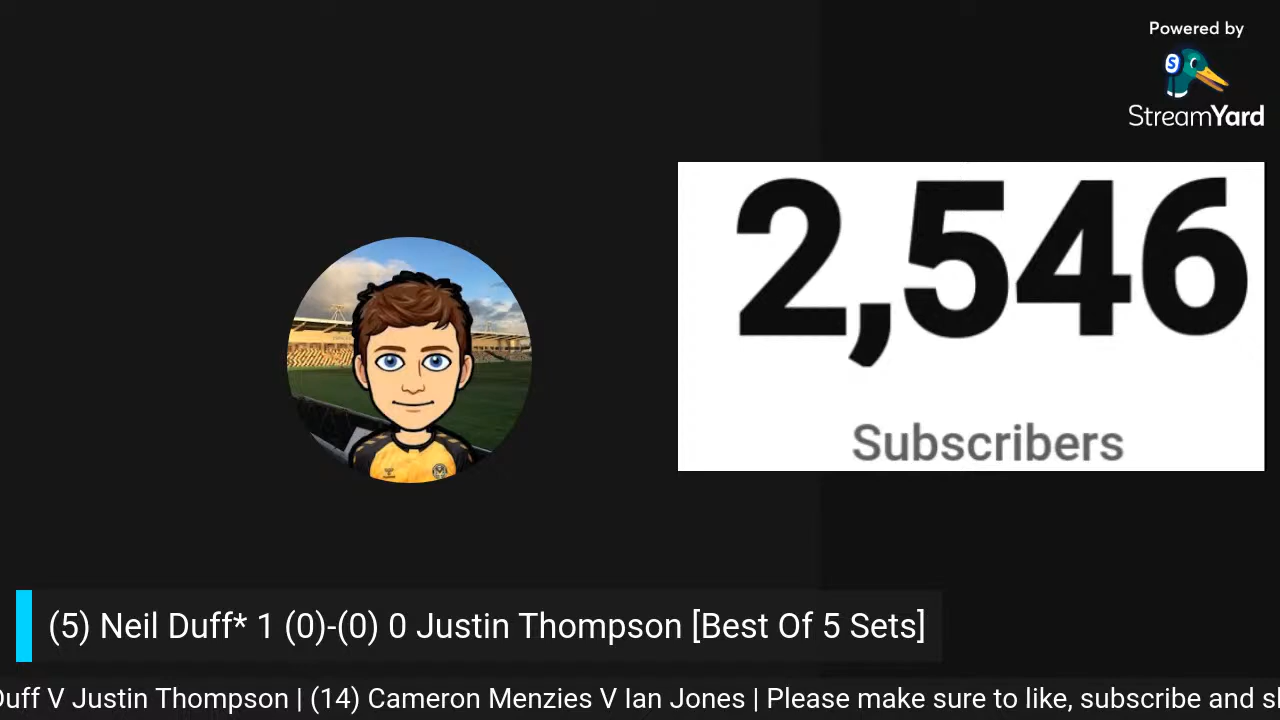 Powered by
StreamYard
2,546
Subscribers
(5) Neil Duff* 1 (0)-(0) 0 Justin Thompson [Best Of 5 Sets]
Duff V Justin Thompson | (14) Cameron Menzies V Ian Jones | Please make sure to like, subscribe and